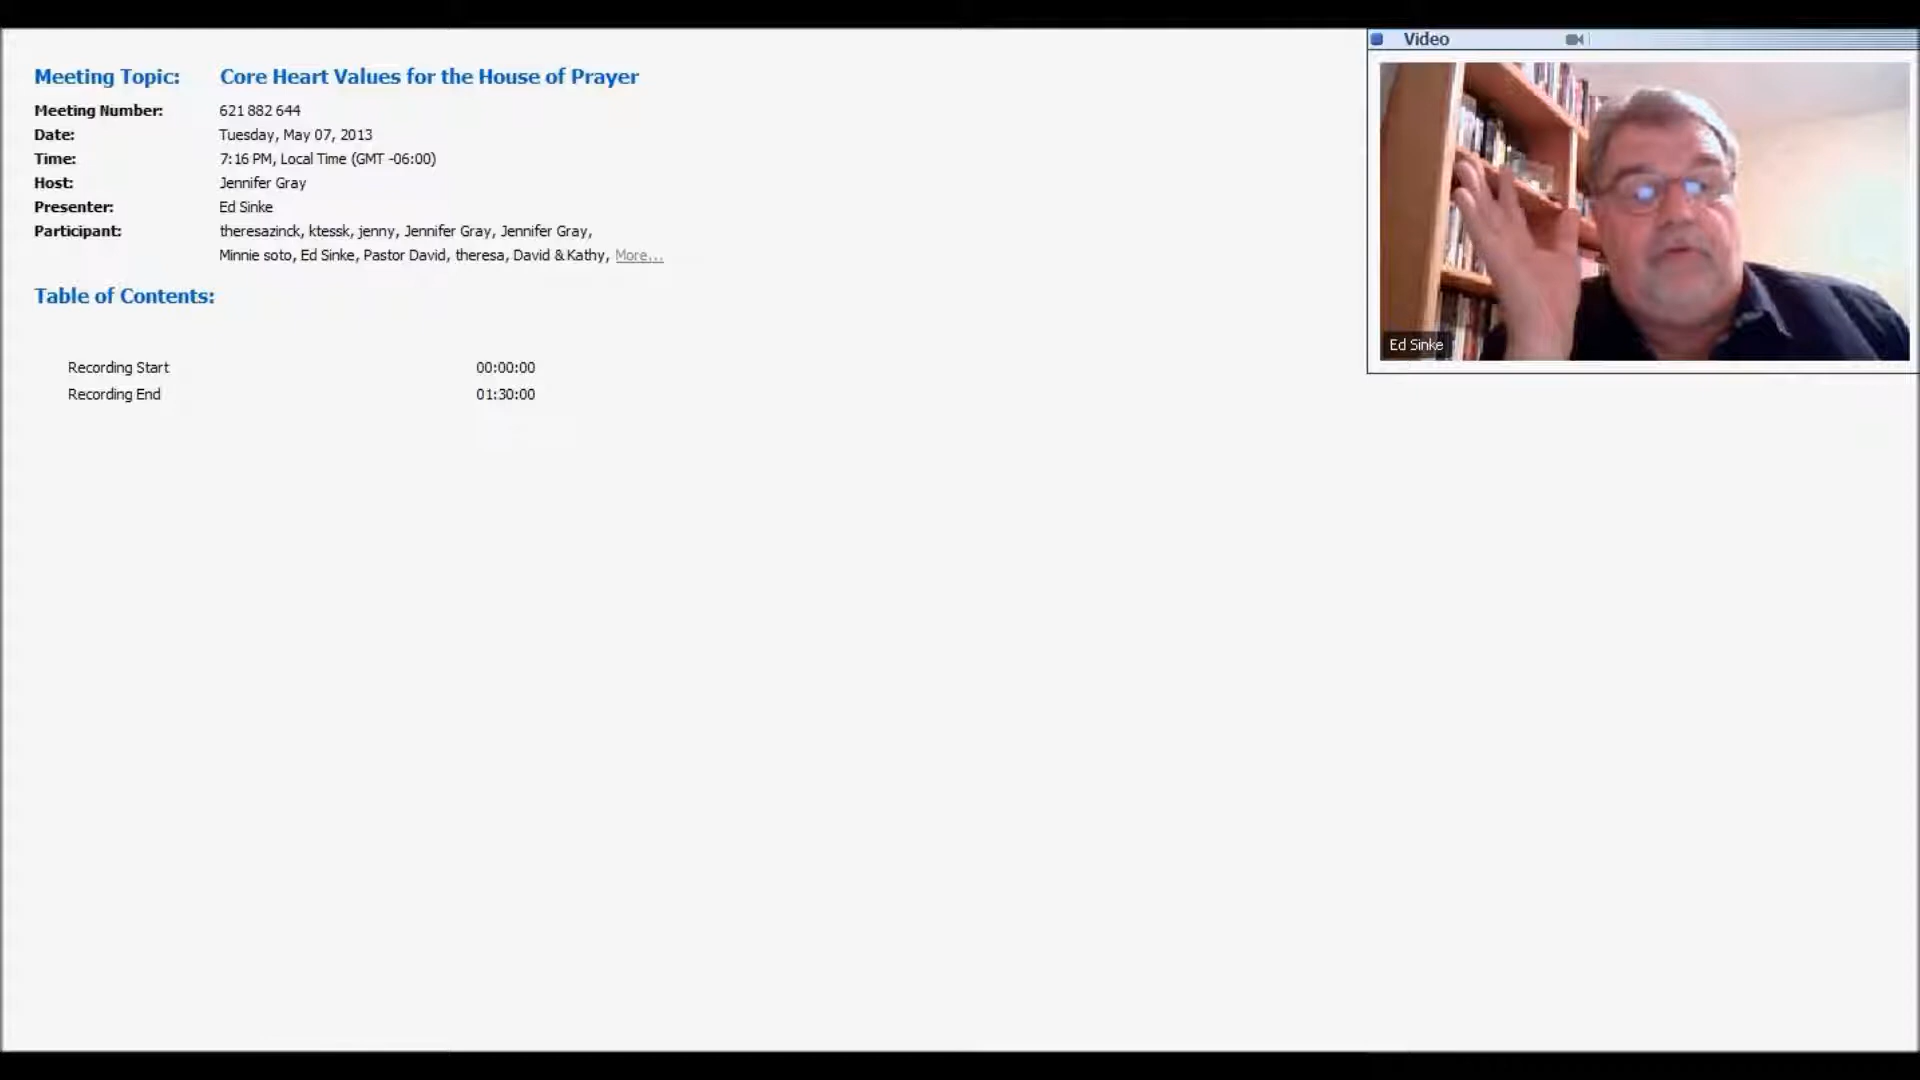 Meeting Topic: Core Heart Values for the House of Prayer
Meeting Number: 621 882 644
Date: Tuesday, May 07, 2013
Time: 7:16 PM, Local Time (GMT -06:00)
Host: Jennifer Gray
Presenter: Ed Sinke
Participant: theresazinck, ktessk, jenny, Jennifer Gray, Jennifer Gray,
Minnie soto, Ed Sinke, Pastor David, theresa, David & Kathy, More...
Table of Contents:
Recording Start 00:00:00
Recording End 01:30:00
Video
Ed Sinke